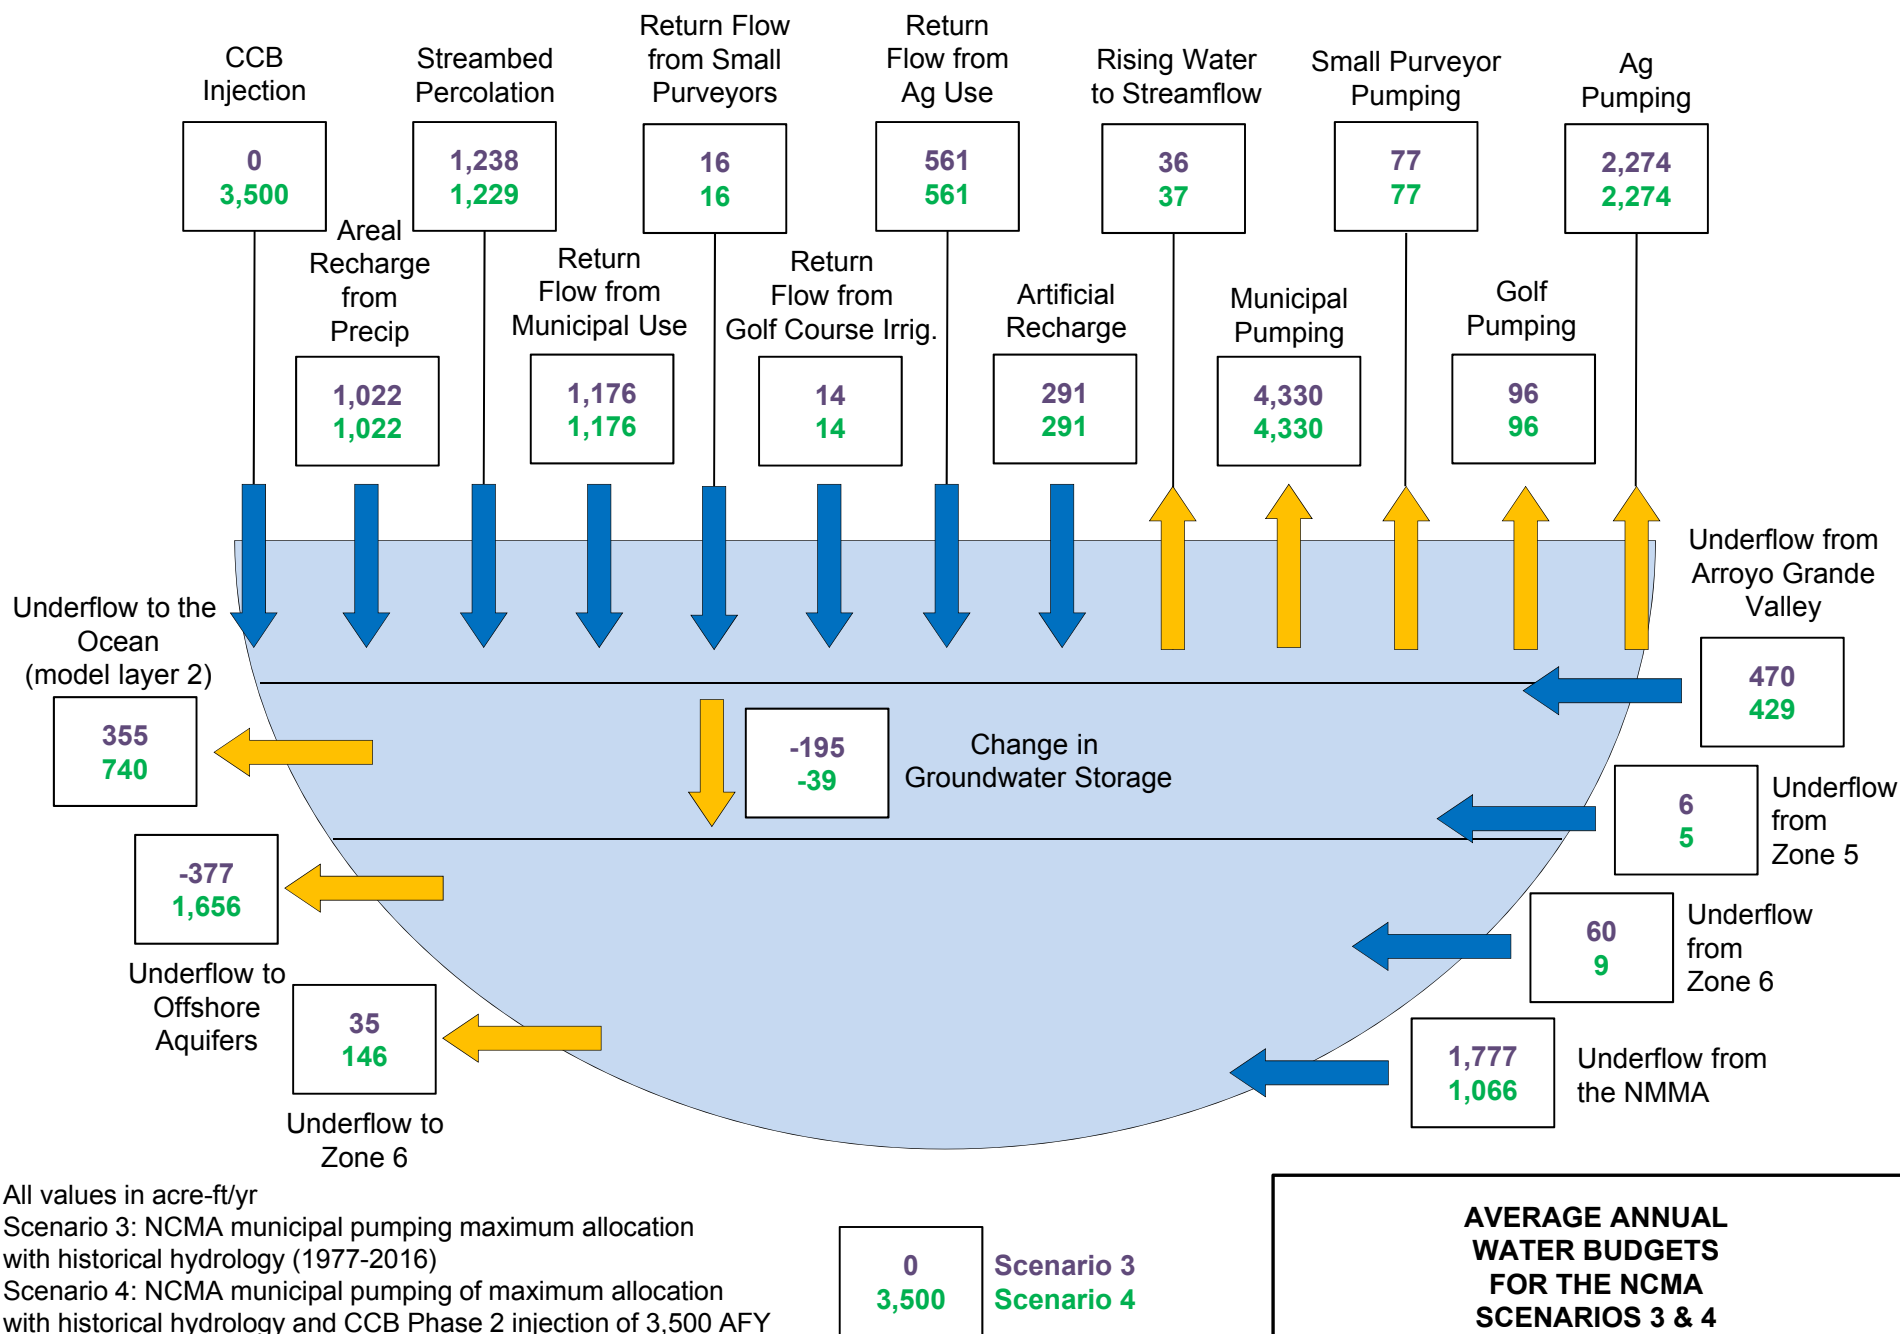 CCB
Injection
0
3,500
Streambed
Percolation
1,238
1,229
Return Flow
from Small
Purveyors
16
16
Return
Flow from
Ag Use
561
561
Rising Water
to Streamflow
36
37
Small Purveyor
Pumping
77
77
Ag
Pumping
2,274
2,274
Areal
Recharge
from
Precip
1,022
1,022
Return
Flow from
Municipal Use
1,176
1,176
Return
Flow from
Golf Course Irrig.
14
14
Artificial
Recharge
291
291
Municipal
Pumping
4,330
4,330
Golf
Pumping
96
96
Underflow from
Arroyo Grande
Valley
470
429
Underflow to the
Ocean
(model layer 2)
355
740
-195
-39
Change in
Groundwater Storage
6
5
Underflow
from
Zone 5
-377
1,656
Underflow to
Offshore
Aquifers
60
9
Underflow
from
Zone 6
35
146
Underflow to
Zone 6
1,777
1,066
Underflow from
the NMMA
All values in acre-ft/yr
Scenario 3: NCMA municipal pumping maximum allocation
with historical hydrology (1977-2016)
Scenario 4: NCMA municipal pumping of maximum allocation
with historical hydrology and CCB Phase 2 injection of 3,500 AFY
0
3,500
Scenario 3
Scenario 4
AVERAGE ANNUAL
WATER BUDGETS
FOR THE NCMA
SCENARIOS 3 & 4